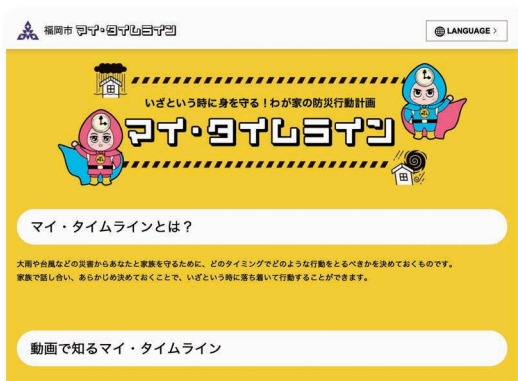 福岡市 マイ・タイムライン
LANGUAGE >
いざという時に身を守る！わが家の防災行動計画
マイ・タイムライン
マイ・タイムラインとは？
大雨や台風などの災害からあなたと家族を守るために、どのタイミングでどのような行動をとるべきかを決めておくものです。
家族で話し合い、あらかじめ決めておくことで、いざという時に落ち着いて行動することができます。
動画で知るマイ・タイムライン